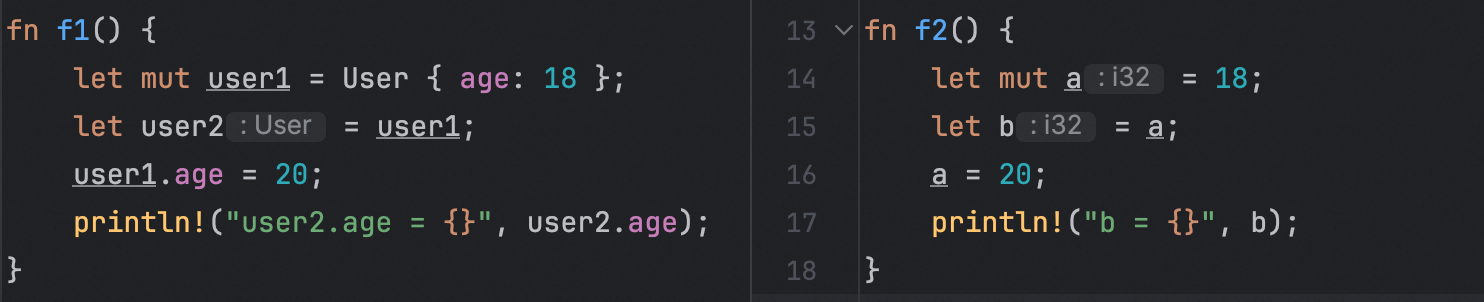 fn f1() {
    let mut user1 = User { age: 18 };
    let user2 : User = user1;
    user1.age = 20;
    println!("user2.age = {}", user2.age);
}
13 fn f2() {
14     let mut a : i32 = 18;
15     let b : i32 = a;
16     a = 20;
17     println!("b = {}", b);
18 }